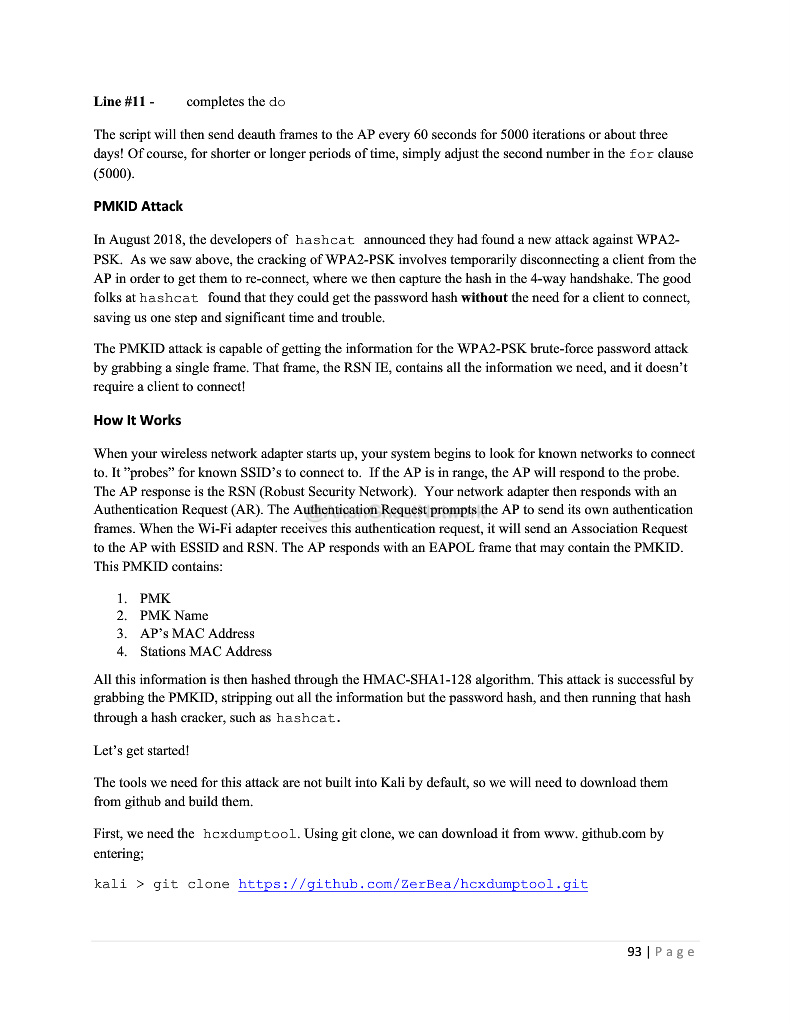 Line #11 - completes the do
The script will then send deauth frames to the AP every 60 seconds for 5000 iterations or about three
days! Of course, for shorter or longer periods of time, simply adjust the second number in the for clause
(5000).
PMKID Attack
In August 2018, the developers of hashcat announced they had found a new attack against WPA2-
PSK. As we saw above, the cracking of WPA2-PSK involves temporarily disconnecting a client from the
AP in order to get them to re-connect, where we then capture the hash in the 4-way handshake. The good
folks at hashcat found that they could get the password hash without the need for a client to connect,
saving us one step and significant time and trouble.
The PMKID attack is capable of getting the information for the WPA2-PSK brute-force password attack
by grabbing a single frame. That frame, the RSN IE, contains all the information we need, and it doesn't
require a client to connect!
How It Works
When your wireless network adapter starts up, your system begins to look for known networks to connect
to. It "probes" for known SSID's to connect to. If the AP is in range, the AP will respond to the probe.
The AP response is the RSN (Robust Security Network). Your network adapter then responds with an
Authentication Request (AR). The Authentication Request prompts the AP to send its own authentication
frames. When the Wi-Fi adapter receives this authentication request, it will send an Association Request
to the AP with ESSID and RSN. The AP responds with an EAPOL frame that may contain the PMKID.
This PMKID contains:
1. PMK
2. PMK Name
3. AP's MAC Address
4. Stations MAC Address
All this information is then hashed through the HMAC-SHA1-128 algorithm. This attack is successful by
grabbing the PMKID, stripping out all the information but the password hash, and then running that hash
through a hash cracker, such as hashcat.
Let's get started!
The tools we need for this attack are not built into Kali by default, so we will need to download them
from github and build them.
First, we need the hcxdumptool. Using git clone, we can download it from www. github.com by
entering;
kali > git clone https://github.com/ZerBea/hcxdumptool.git
93 | Page